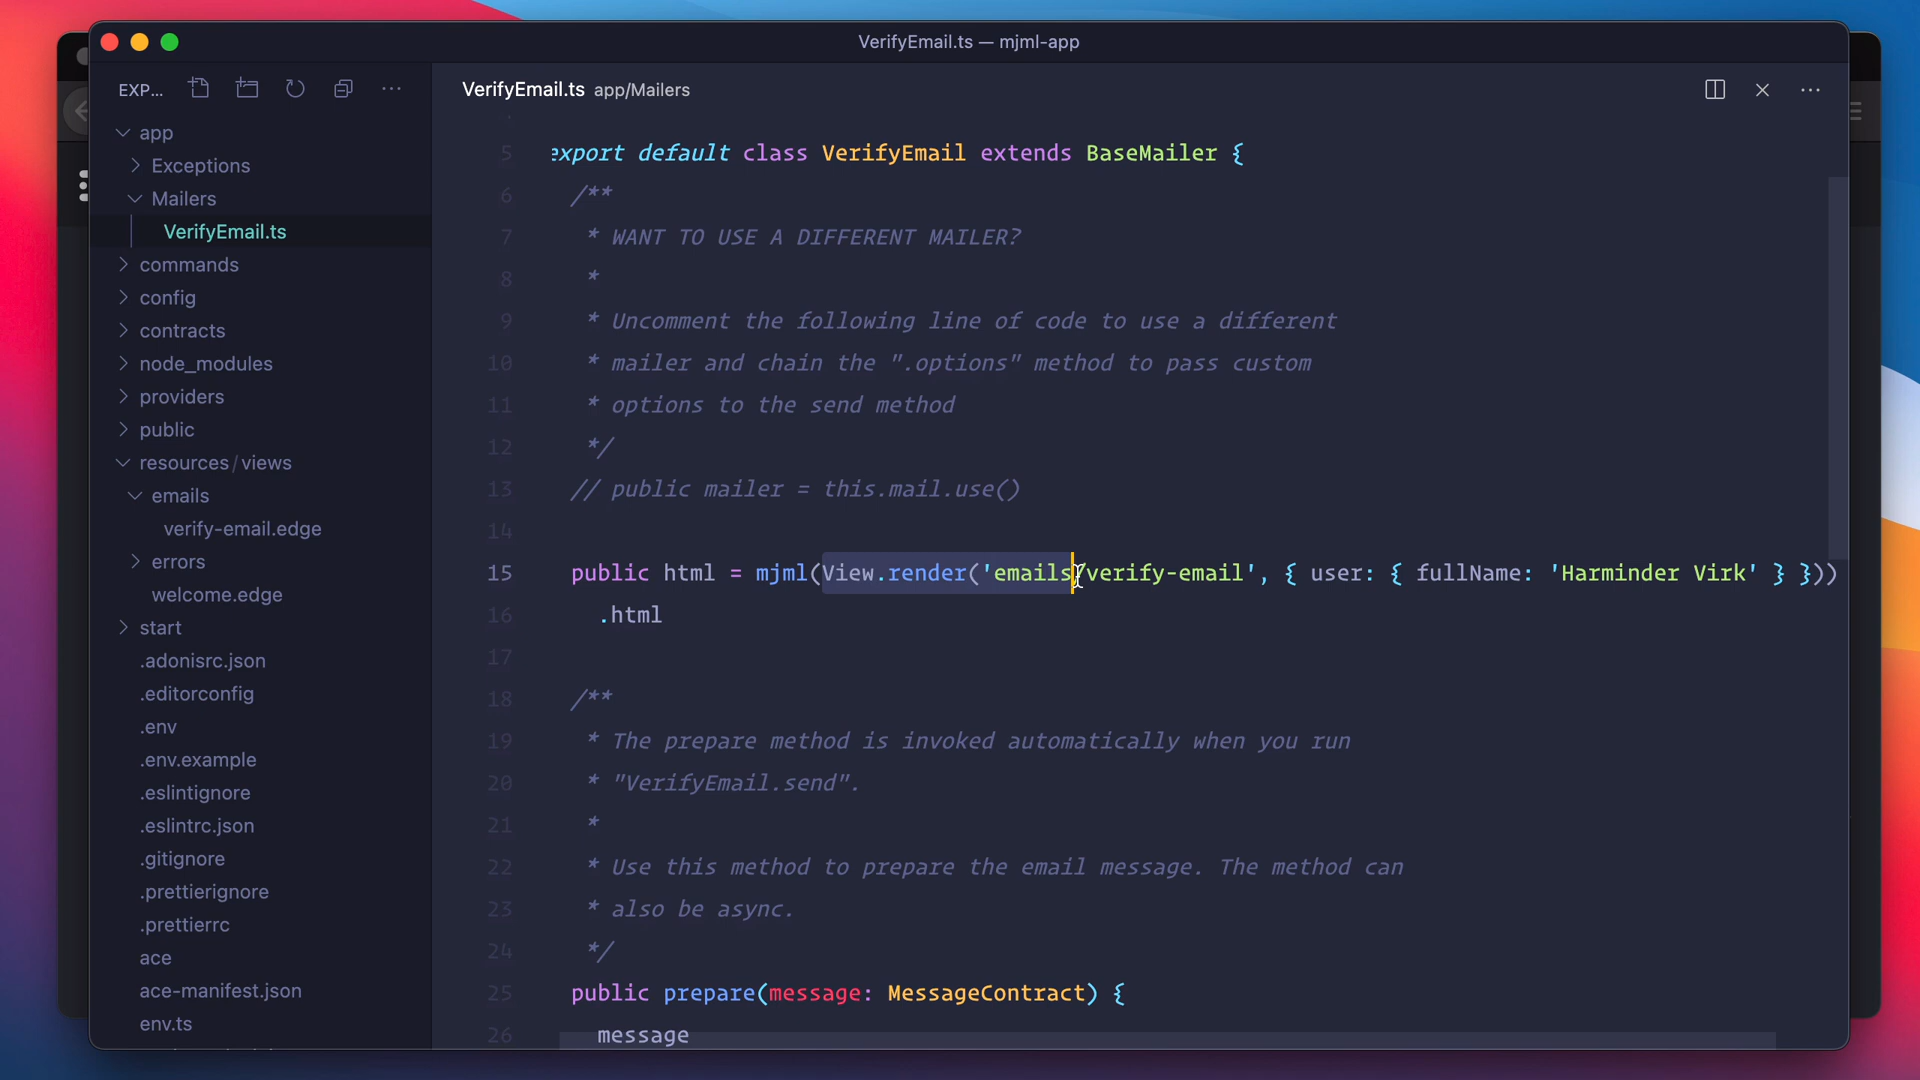 VerifyEmail.ts — mjml-app
EXP...
VerifyEmail.ts app/Mailers
app
Exceptions
Mailers
VerifyEmail.ts
commands
config
contracts
node_modules
providers
public
resources/views
emails
verify-email.edge
errors
welcome.edge
start
.adonisrc.json
.editorconfig
.env
.env.example
.eslintignore
.eslintrc.json
.gitignore
.prettierignore
.prettierrc
ace
ace-manifest.json
env.ts
5 export default class VerifyEmail extends BaseMailer {
6 /**
7 * WANT TO USE A DIFFERENT MAILER?
8 *
9 * Uncomment the following line of code to use a different
10 * mailer and chain the ".options" method to pass custom
11 * options to the send method
12 */
13 // public mailer = this.mail.use()
14
15 public html = mjml(View.render('emails/verify-email', { user: { fullName: 'Harminder Virk' } }))
16 .html
17
18 /**
19 * The prepare method is invoked automatically when you run
20 * "VerifyEmail.send".
21 *
22 * Use this method to prepare the email message. The method can
23 * also be async.
24 */
25 public prepare(message: MessageContract) {
26 message